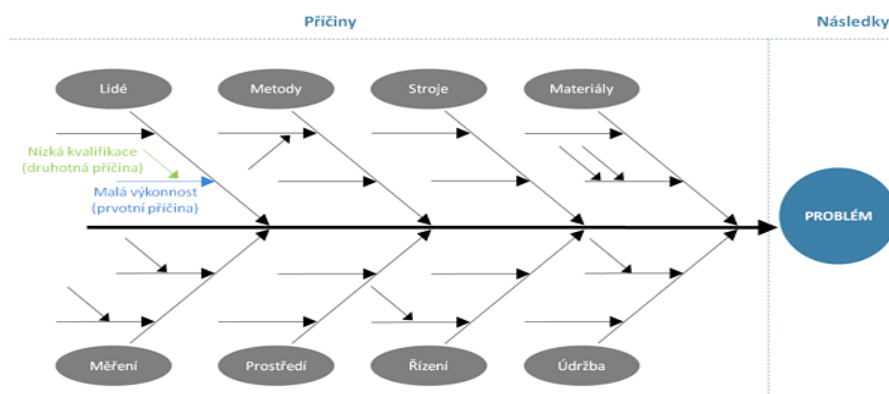 Příčiny
Následky
Lidé
Metody
Stroje
Materiály
Nízká kvalifikace
(druhotná příčina)
Malá výkonnost
(prvotní příčina)
PROBLÉM
Měření
Prostředí
Řízení
Údržba